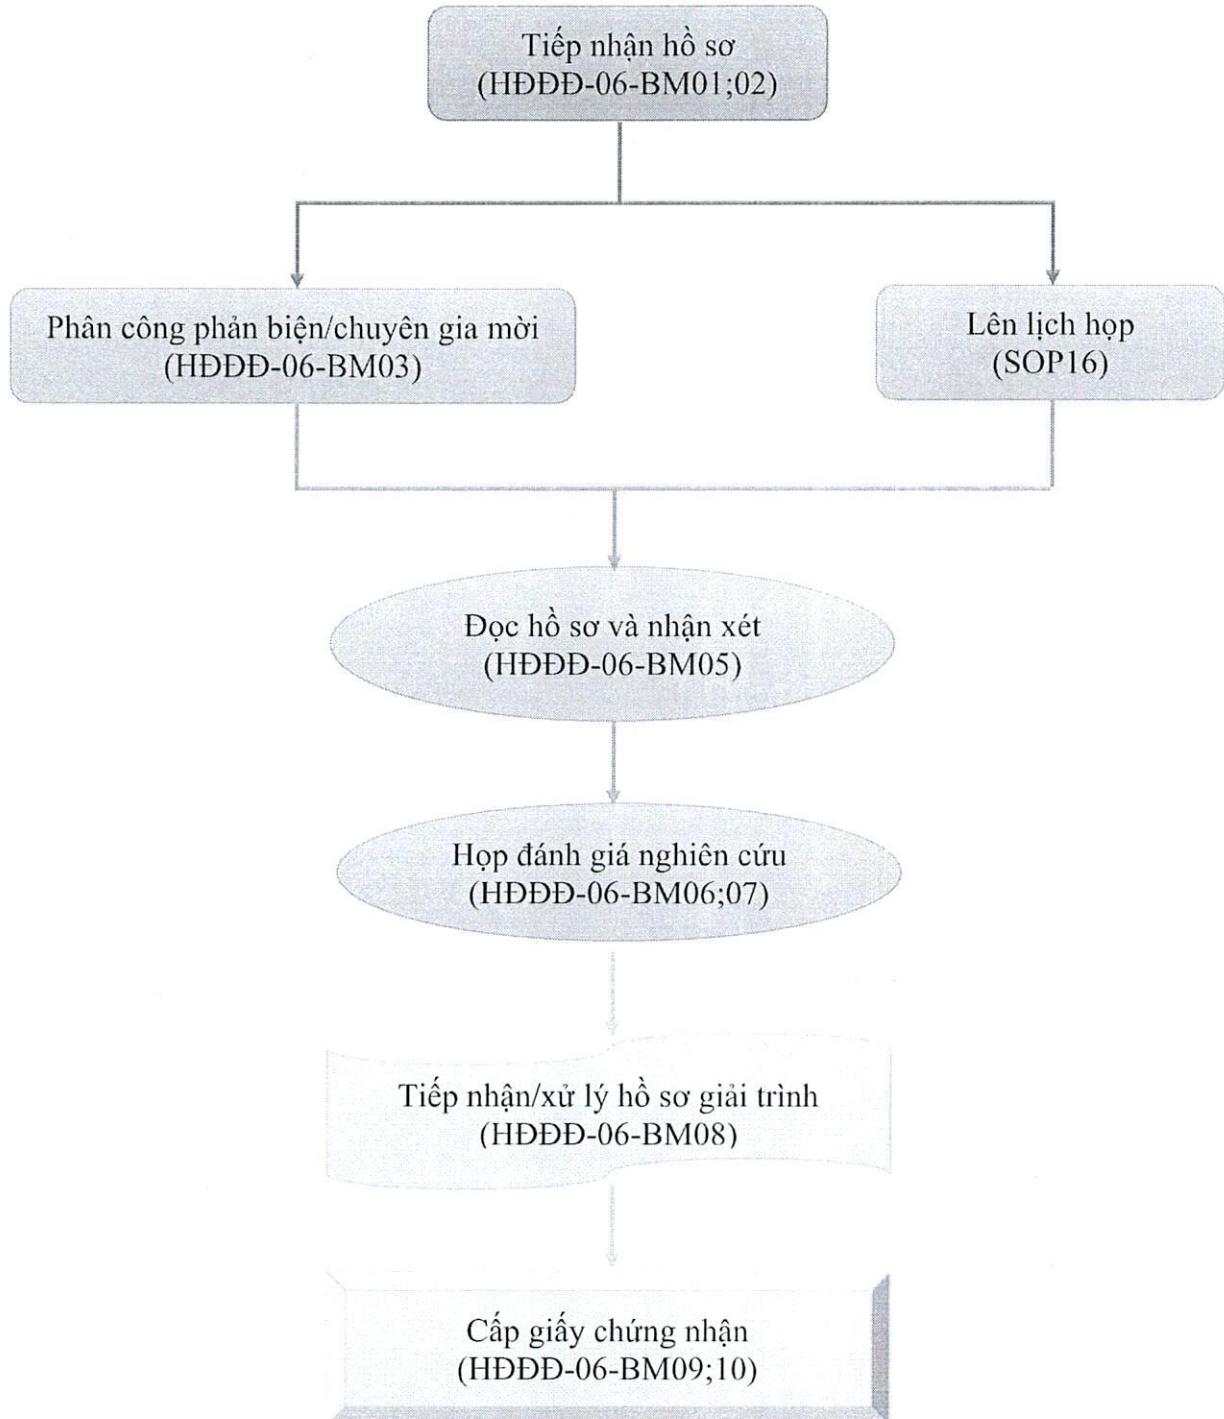 Tiếp nhận hồ sơ
(HĐĐĐ-06-BM01;02)
Phân công phản biện/chuyên gia mời
(HĐĐĐ-06-BM03)
Lên lịch họp
(SOP16)
Đọc hồ sơ và nhận xét
(HĐĐĐ-06-BM05)
Họp đánh giá nghiên cứu
(HĐĐĐ-06-BM06;07)
Tiếp nhận/xử lý hồ sơ giải trình
(HĐĐĐ-06-BM08)
Cấp giấy chứng nhận
(HĐĐĐ-06-BM09;10)